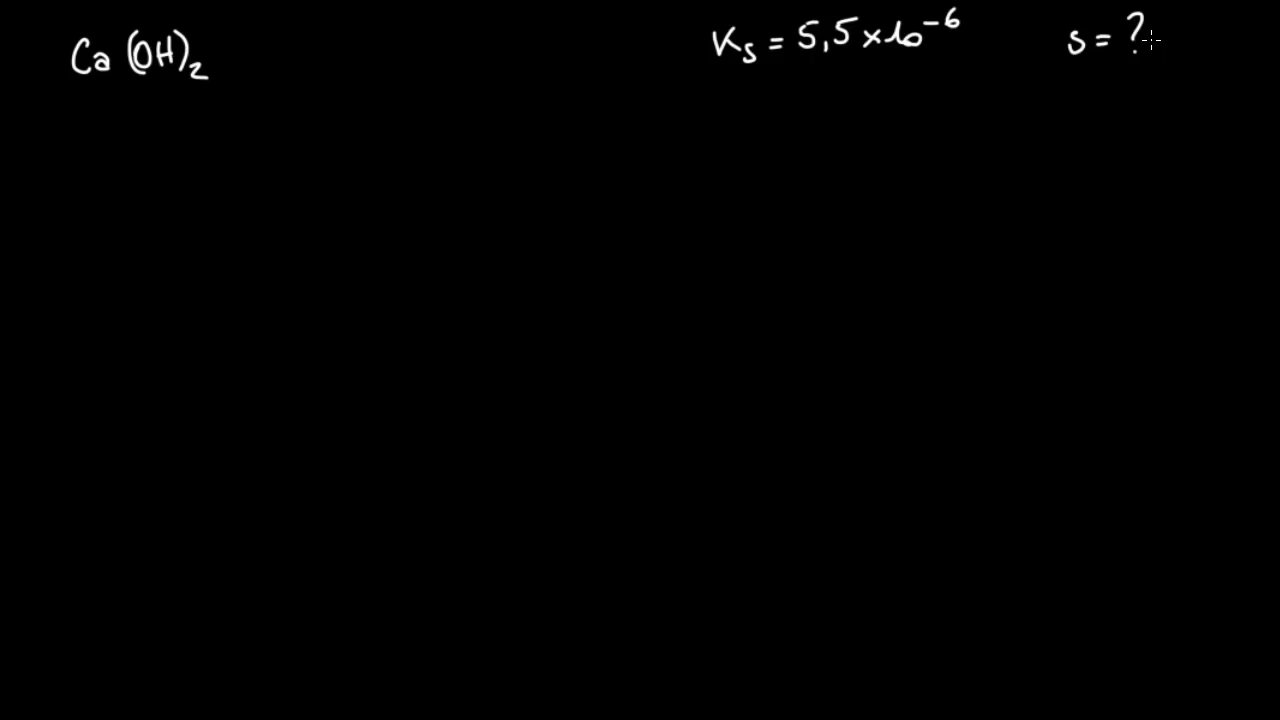 Ca(OH)₂ Kₛ = 5,5×10⁻⁶ s = ?